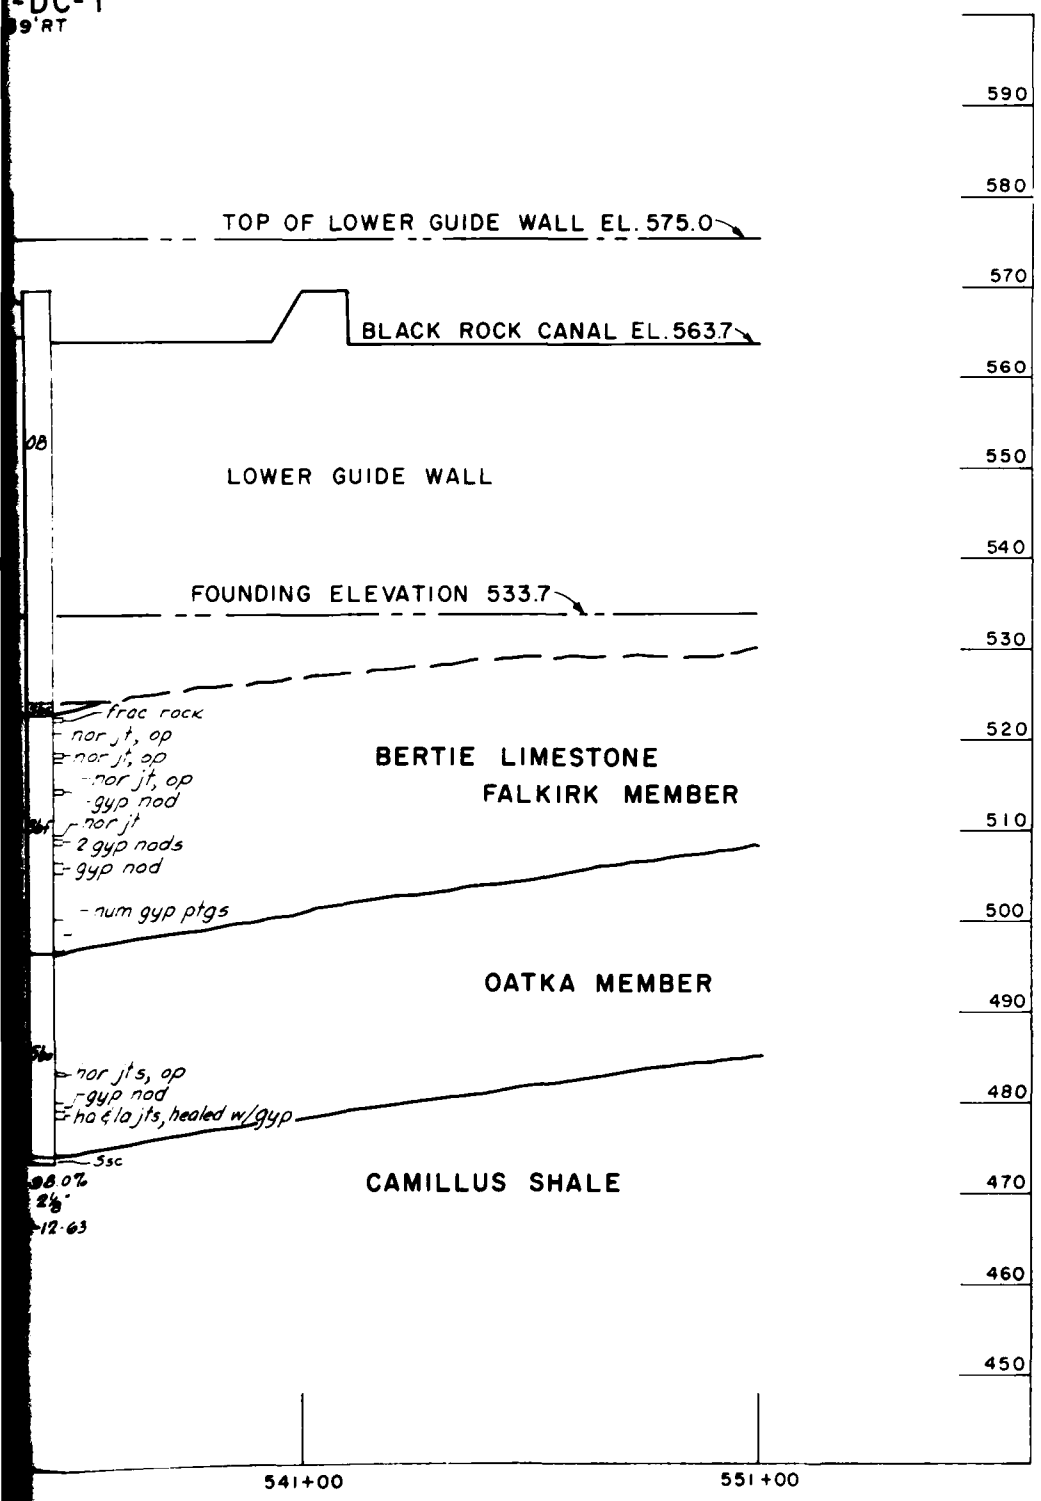 -DC-1
9'RT
590
580
TOP OF LOWER GUIDE WALL EL. 575.0
570
BLACK ROCK CANAL EL. 563.7
560
OB
550
LOWER GUIDE WALL
540
FOUNDING ELEVATION 533.7
530
frac rock
nor jt, op
520
nor jt, op
BERTIE LIMESTONE
nor jt, op
FALKIRK MEMBER
gyp nod
nor jt
510
2 gyp nods
gyp nod
num gyp ptgs
500
OATKA MEMBER
490
nor jts, op
gyp nod
480
ha & la jts, healed w/gyp
Ssc
98.0%
CAMILLUS SHALE
470
2⅛"
-12-63
460
450
541+00
551+00